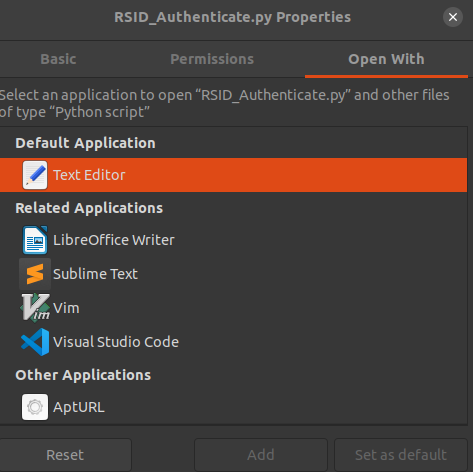 RSID_Authenticate.py Properties
Basic
Permissions
Open With
Select an application to open “RSID_Authenticate.py” and other files
of type “Python script”
Default Application
Text Editor
Related Applications
LibreOffice Writer
Sublime Text
Vim
Visual Studio Code
Other Applications
AptURL
Reset
Add
Set as default